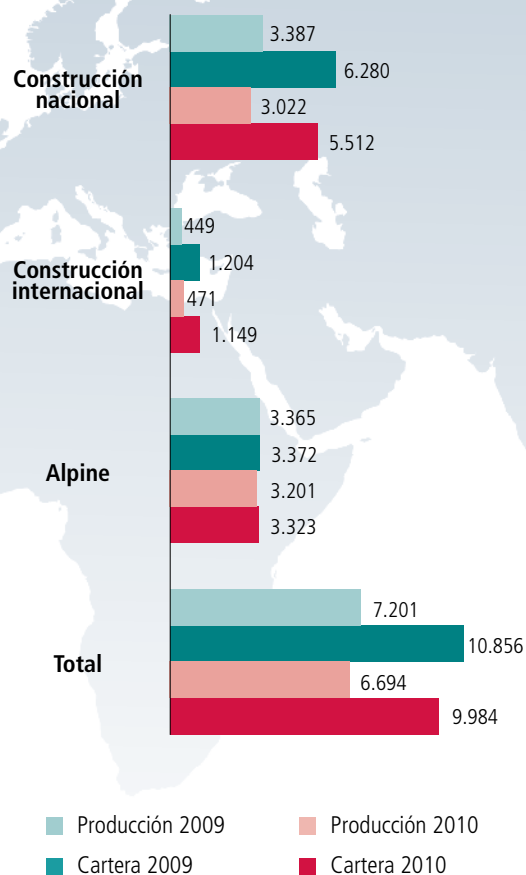 3.387
6.280
Construcción
nacional
3.022
5.512
449
1.204
Construcción
internacional
471
1.149
3.365
3.372
Alpine
3.201
3.323
7.201
10.856
Total
6.694
9.984
Producción 2009
Producción 2010
Cartera 2009
Cartera 2010